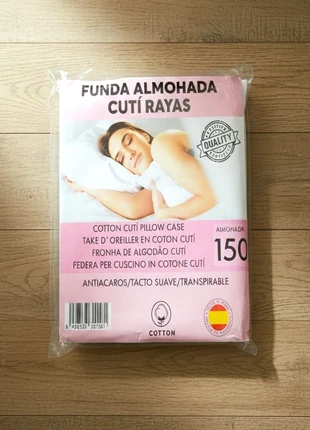 FUNDA ALMOHADA
CUTÍ RAYAS
QUALITY
COTTON CUTÍ PILLOW CASE
TAKE D'OREILLER EN COTON CUTÍ
FRONHA DE ALGODÃO CUTÍ
FEDERA PER CUSCINO IN COTONE CUTÍ
ALMOHADA
150
ANTIACAROS/TACTO SUAVE/TRANSPIRABLE
COTTON